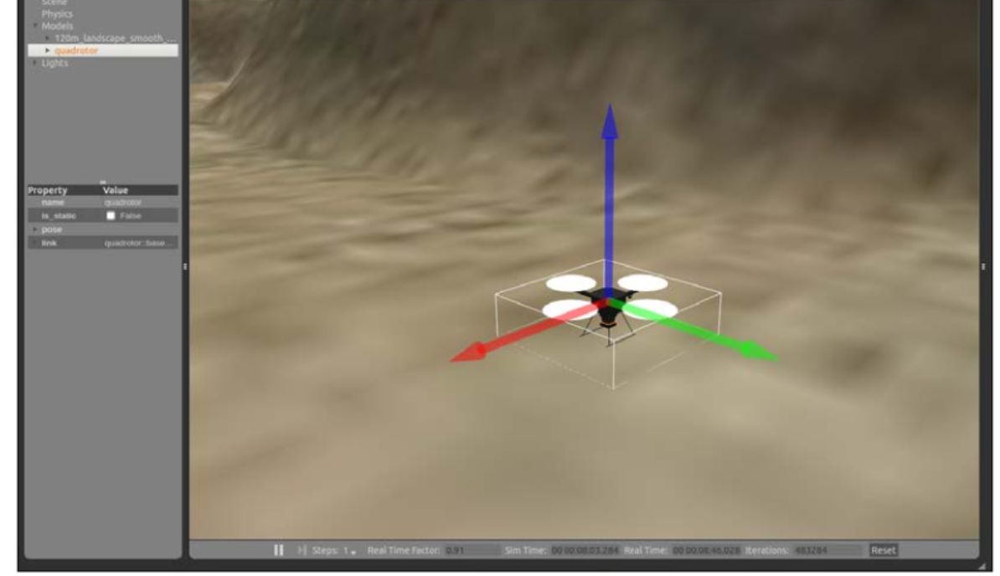 Scene
Physics
Models
120m_landscape_smooth_...
quadrotor
Lights
Property Value
name quadrotor
is_static False
pose
link quadrotor::base...
Steps: 1 Real Time Factor: 0.91 Sim Time: 00 00:08:03.284 Real Time: 00 00:08:46.028 Iterations: 483284 Reset